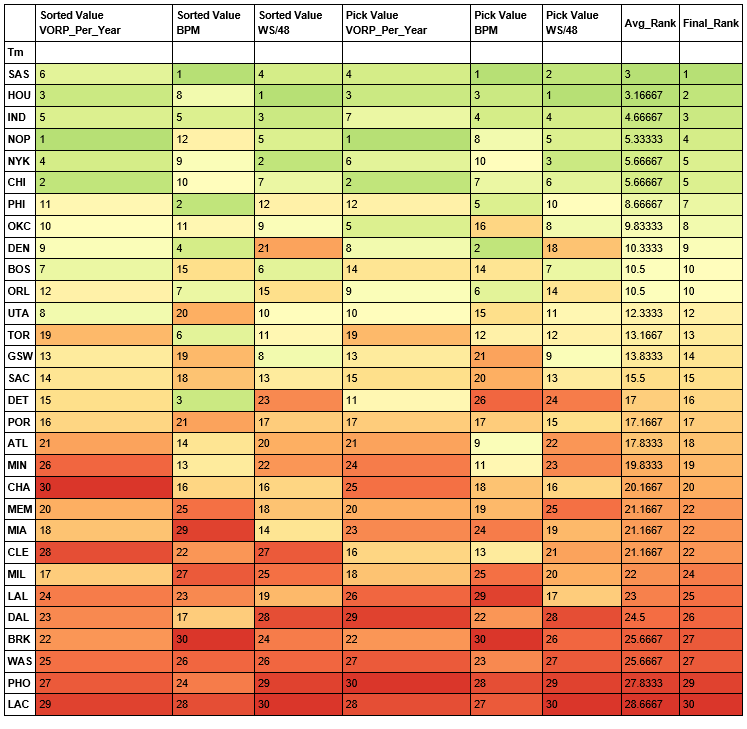 Sorted Value VORP_Per_Year Sorted Value BPM Sorted Value WS/48 Pick Value VORP_Per_Year Pick Value BPM Pick Value WS/48 Avg_Rank Final_Rank
Tm
SAS 6 1 4 4 1 2 3 1
HOU 3 8 1 3 3 1 3.16667 2
IND 5 5 3 7 4 4 4.66667 3
NOP 1 12 5 1 8 5 5.33333 4
NYK 4 9 2 6 10 3 5.66667 5
CHI 2 10 7 2 7 6 5.66667 5
PHI 11 2 12 12 5 10 8.66667 7
OKC 10 11 9 5 16 8 9.83333 8
DEN 9 4 21 8 2 18 10.3333 9
BOS 7 15 6 14 14 7 10.5 10
ORL 12 7 15 9 6 14 10.5 10
UTA 8 20 10 10 15 11 12.3333 12
TOR 19 6 11 19 12 12 13.1667 13
GSW 13 19 8 13 21 9 13.8333 14
SAC 14 18 13 15 20 13 15.5 15
DET 15 3 23 11 26 24 17 16
POR 16 21 17 17 17 15 17.1667 17
ATL 21 14 20 21 9 22 17.8333 18
MIN 26 13 22 24 11 23 19.8333 19
CHA 30 16 16 25 18 16 20.1667 20
MEM 20 25 18 20 19 25 21.1667 22
MIA 18 29 14 23 24 19 21.1667 22
CLE 28 22 27 16 13 21 21.1667 22
MIL 17 27 25 18 25 20 22 24
LAL 24 23 19 26 29 17 23 25
DAL 23 17 28 29 22 28 24.5 26
BRK 22 30 24 22 30 26 25.6667 27
WAS 25 26 26 27 23 27 25.6667 27
PHO 27 24 29 30 28 29 27.8333 29
LAC 29 28 30 28 27 30 28.6667 30